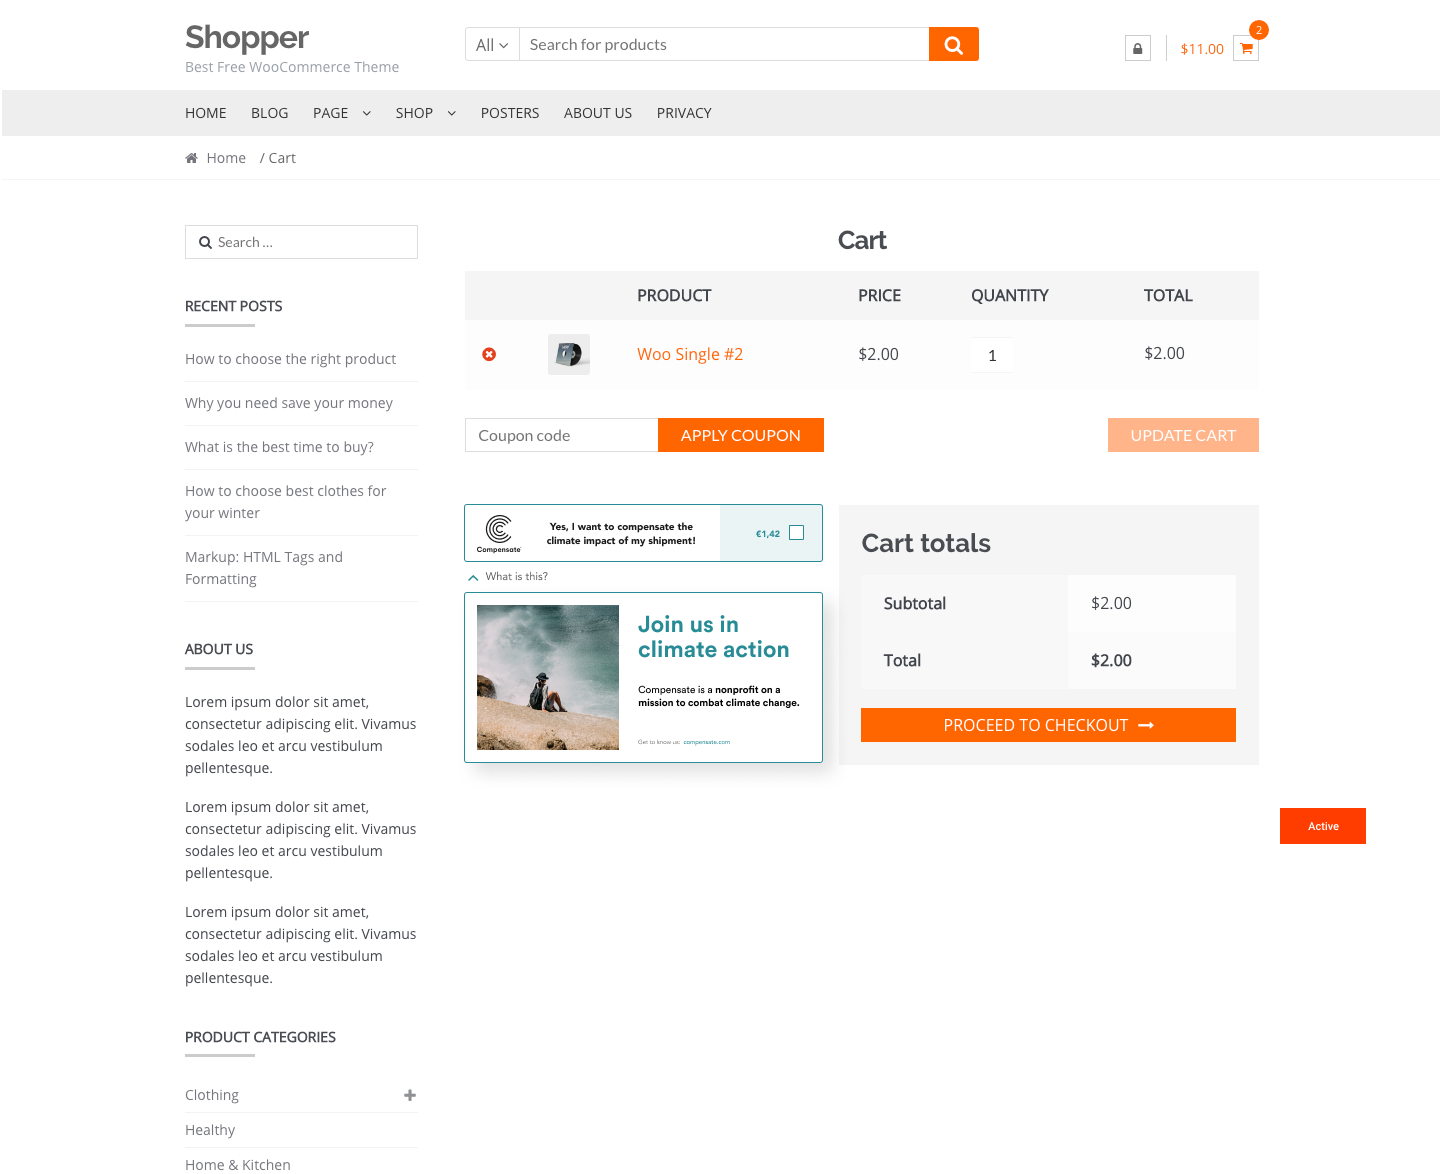 Shopper
Best Free WooCommerce Theme
All
Search for products
$11.00
2
HOME BLOG PAGE SHOP POSTERS ABOUT US PRIVACY
Home / Cart
Search ...
RECENT POSTS
How to choose the right product
Why you need save your money
What is the best time to buy?
How to choose best clothes for
your winter
Markup: HTML Tags and
Formatting
ABOUT US
Lorem ipsum dolor sit amet,
consectetur adipiscing elit. Vivamus
sodales leo et arcu vestibulum
pellentesque.
Lorem ipsum dolor sit amet,
consectetur adipiscing elit. Vivamus
sodales leo et arcu vestibulum
pellentesque.
Lorem ipsum dolor sit amet,
consectetur adipiscing elit. Vivamus
sodales leo et arcu vestibulum
pellentesque.
PRODUCT CATEGORIES
Clothing
Healthy
Home & Kitchen
Cart
PRODUCT PRICE QUANTITY TOTAL
Woo Single #2 $2.00 1 $2.00
Coupon code APPLY COUPON UPDATE CART
Compensate
Yes, I want to compensate the
climate impact of my shipment!
€1,42
What is this?
Join us in
climate action
Compensate is a nonprofit on a
mission to combat climate change.
Get to know us: compensate.com
Cart totals
Subtotal $2.00
Total $2.00
PROCEED TO CHECKOUT
Active